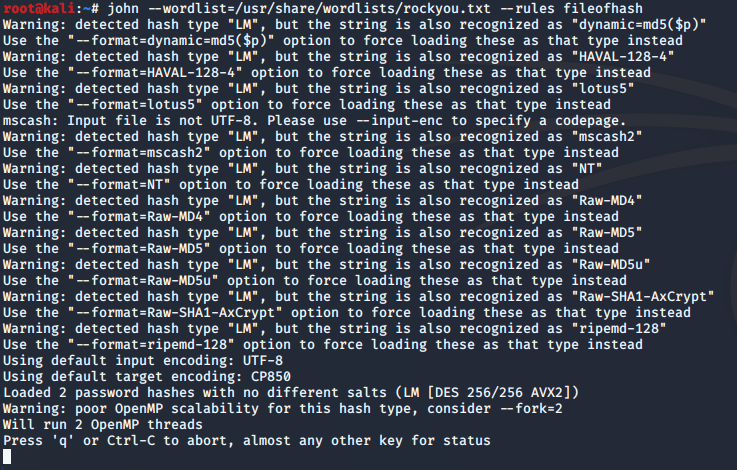 root@kali:~# john --wordlist=/usr/share/wordlists/rockyou.txt --rules fileofhash
Warning: detected hash type "LM", but the string is also recognized as "dynamic=md5($p)"
Use the "--format=dynamic=md5($p)" option to force loading these as that type instead
Warning: detected hash type "LM", but the string is also recognized as "HAVAL-128-4"
Use the "--format=HAVAL-128-4" option to force loading these as that type instead
Warning: detected hash type "LM", but the string is also recognized as "lotus5"
Use the "--format=lotus5" option to force loading these as that type instead
mscash: Input file is not UTF-8. Please use --input-enc to specify a codepage.
Warning: detected hash type "LM", but the string is also recognized as "mscash2"
Use the "--format=mscash2" option to force loading these as that type instead
Warning: detected hash type "LM", but the string is also recognized as "NT"
Use the "--format=NT" option to force loading these as that type instead
Warning: detected hash type "LM", but the string is also recognized as "Raw-MD4"
Use the "--format=Raw-MD4" option to force loading these as that type instead
Warning: detected hash type "LM", but the string is also recognized as "Raw-MD5"
Use the "--format=Raw-MD5" option to force loading these as that type instead
Warning: detected hash type "LM", but the string is also recognized as "Raw-MD5u"
Use the "--format=Raw-MD5u" option to force loading these as that type instead
Warning: detected hash type "LM", but the string is also recognized as "Raw-SHA1-AxCrypt"
Use the "--format=Raw-SHA1-AxCrypt" option to force loading these as that type instead
Warning: detected hash type "LM", but the string is also recognized as "ripemd-128"
Use the "--format=ripemd-128" option to force loading these as that type instead
Using default input encoding: UTF-8
Using default target encoding: CP850
Loaded 2 password hashes with no different salts (LM [DES 256/256 AVX2])
Warning: poor OpenMP scalability for this hash type, consider --fork=2
Will run 2 OpenMP threads
Press 'q' or Ctrl-C to abort, almost any other key for status